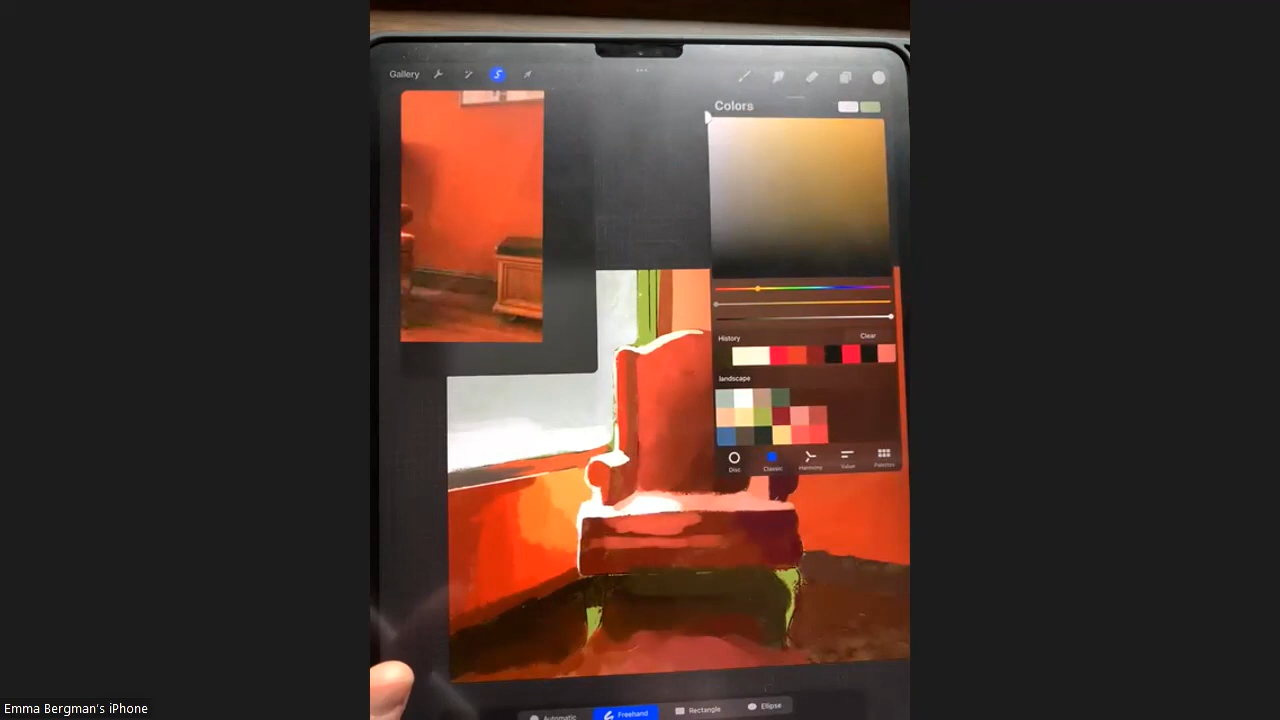 Gallery
Colors
History
Clear
landscape
Disc
Classic
Harmony
Value
Palettes
Automatic
Freehand
Rectangle
Ellipse
Emma Bergman's iPhone